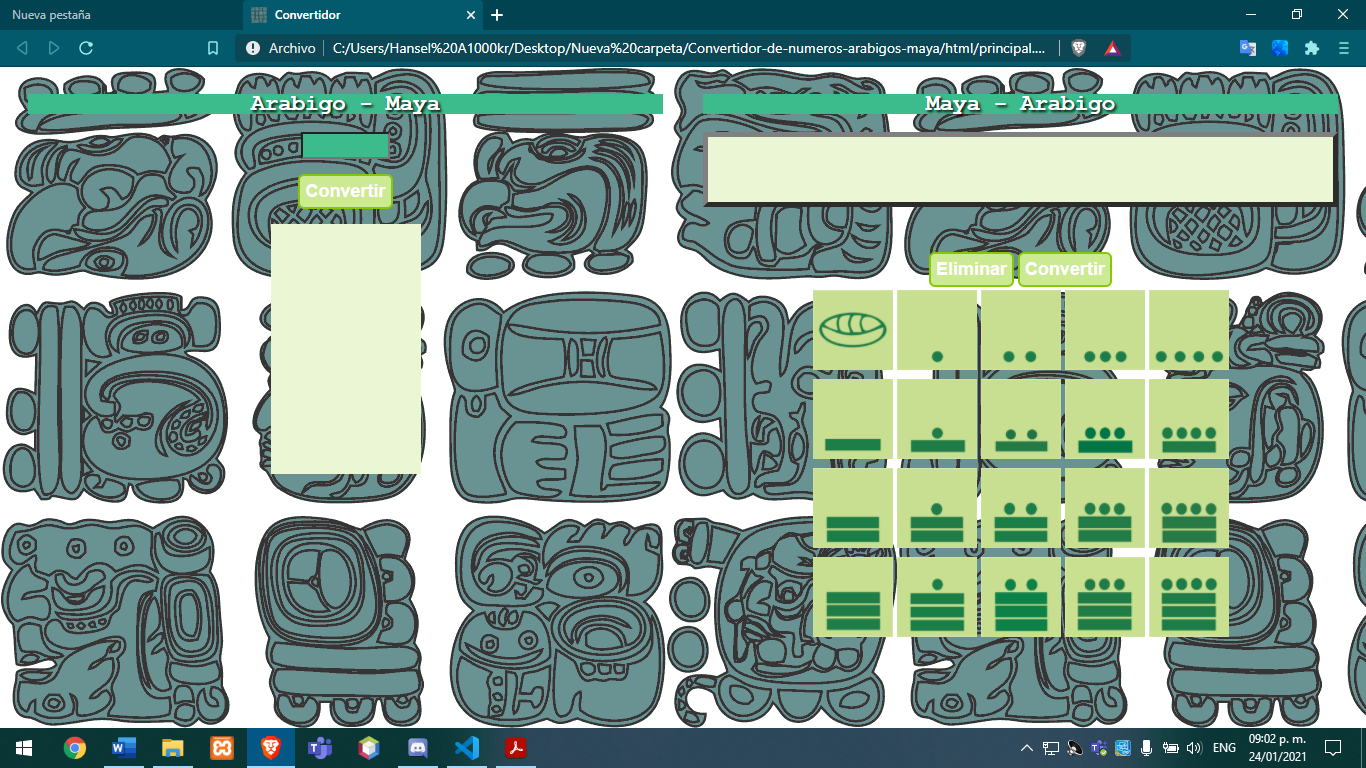 Nueva pestaña
Convertidor
Archivo
C:/Users/Hansel%20A1000kr/Desktop/Nueva%20carpeta/Convertidor-de-numeros-arabigos-maya/html/principal....
Arabigo - Maya
Convertir
Maya - Arabigo
Eliminar Convertir
ENG
09:02 p. m.
24/01/2021